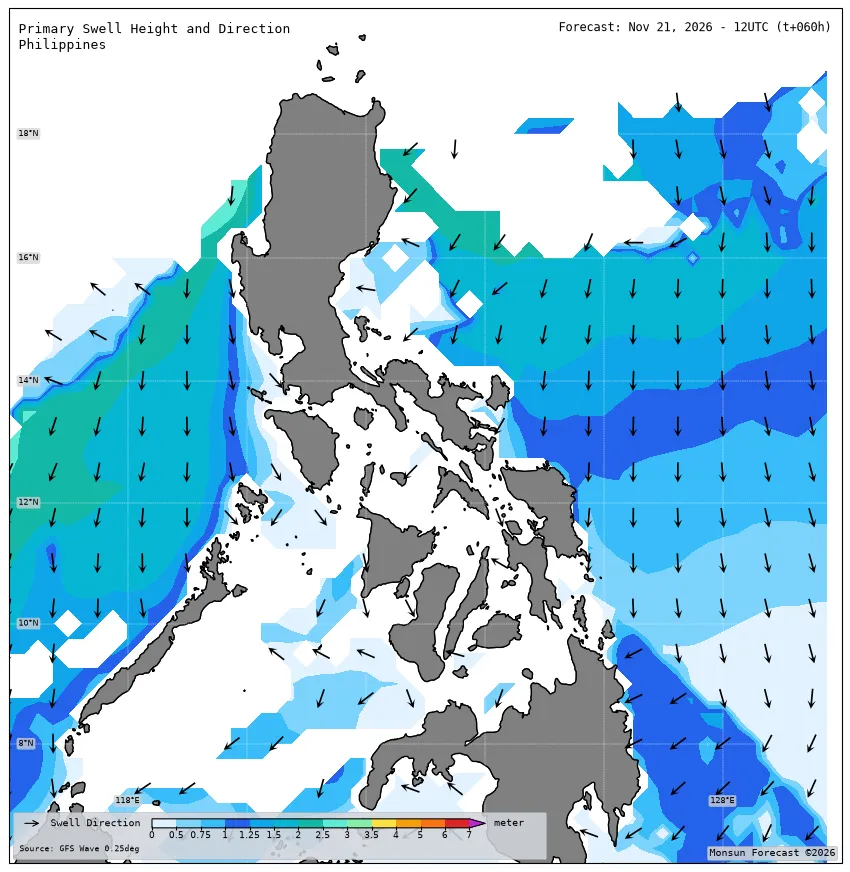 Primary Swell Height and Direction
Philippines
Forecast: Nov 21, 2026 - 12UTC (t+060h)
18°N
16°N
14°N
12°N
10°N
8°N
118°E
128°E
Swell Direction
meter
0 0.5 0.75 1 1.25 1.5 2 2.5 3 3.5 4 5 6 7
Source: GFS Wave 0.25deg
Monsun Forecast ©2026